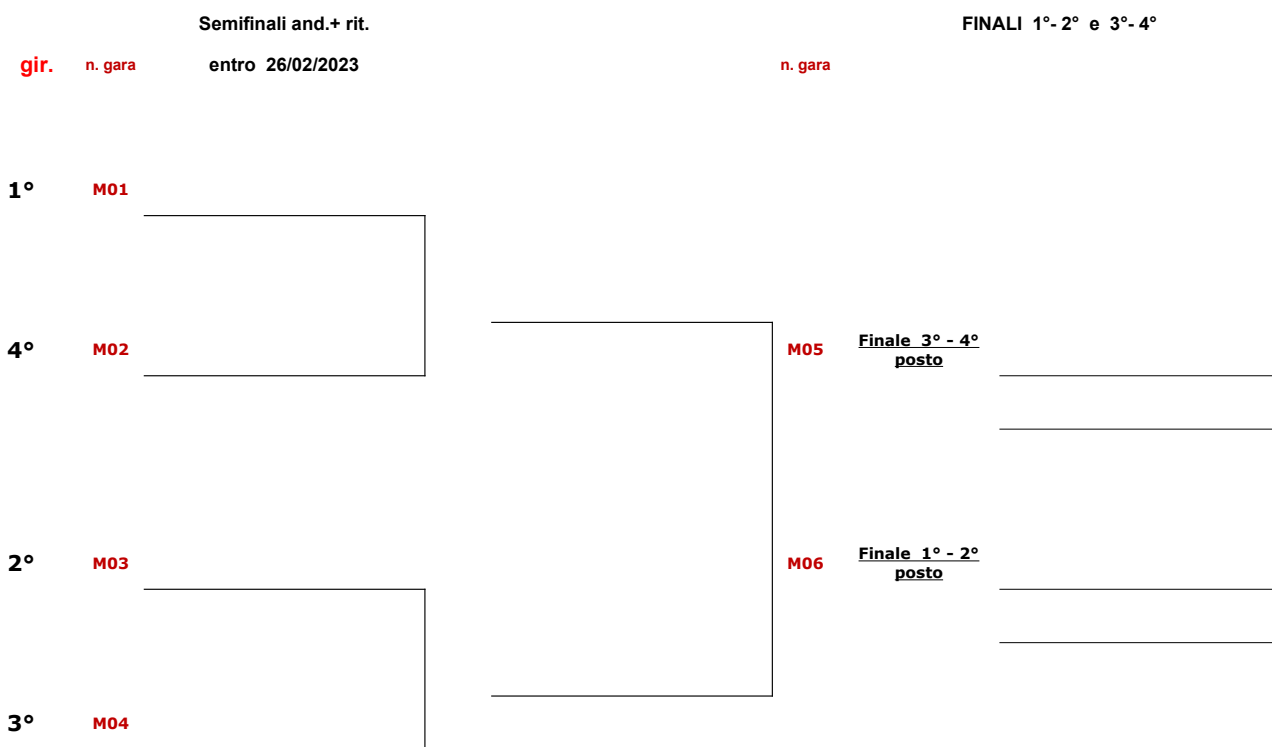 Semifinali and.+ rit. FINALI 1°- 2° e 3°- 4°
gir. n. gara entro 26/02/2023 n. gara
1° M01
4° M02 M05 Finale 3° - 4°
posto
2° M03 M06 Finale 1° - 2°
posto
3° M04